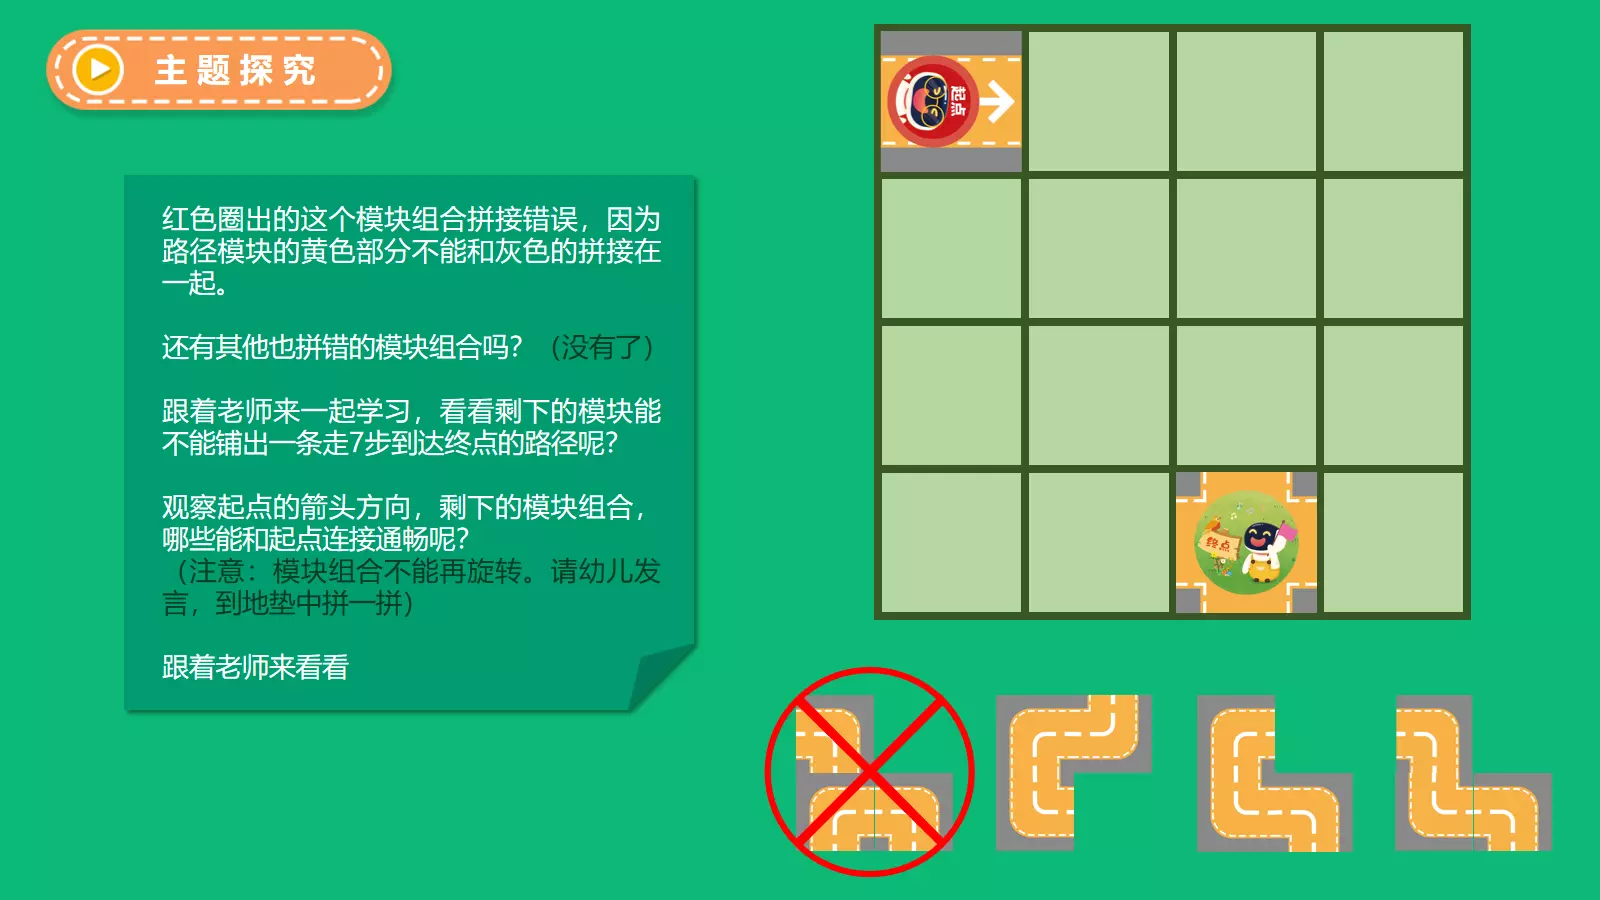 主题探究
起点
红色圈出的这个模块组合拼接错误，因为
路径模块的黄色部分不能和灰色的拼接在
一起。
还有其他也拼错的模块组合吗？（没有了）
跟着老师来一起学习，看看剩下的模块能
不能铺出一条走7步到达终点的路径呢？
观察起点的箭头方向，剩下的模块组合，
哪些能和起点连接通畅呢？
（注意：模块组合不能再旋转。请幼儿发
言，到地垫中拼一拼）
跟着老师来看看
终点